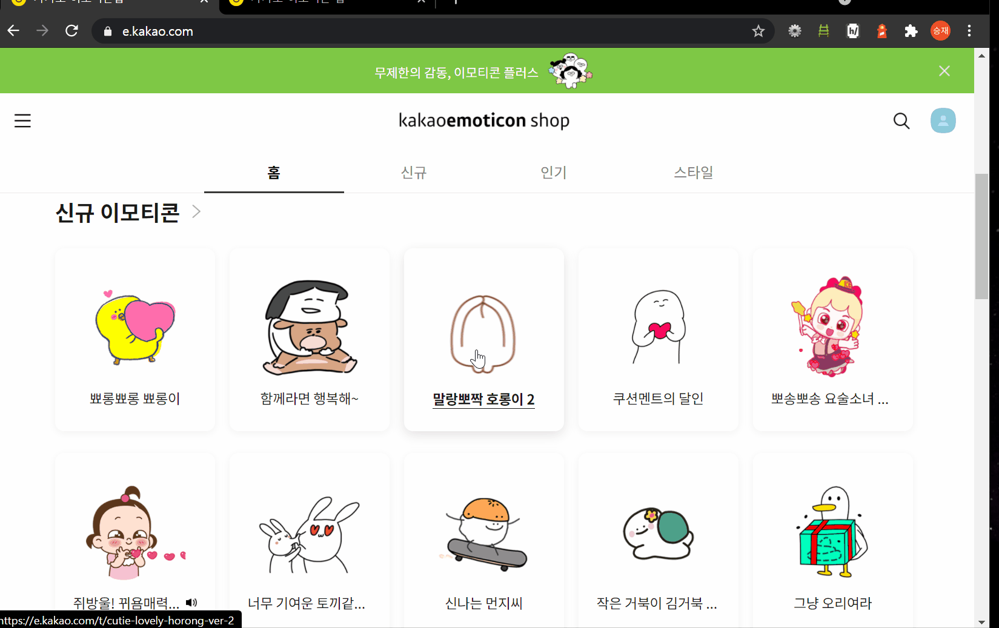 e.kakao.com
승재
무제한의 감동, 이모티콘 플러스
kakaoemoticon shop
홈 신규 인기 스타일
신규 이모티콘
뽀롱뽀롱 뽀롱이 함께라면 행복해~ 말랑뽀짝 호롱이 2 쿠션멘트의 달인 뽀송뽀송 요술소녀 ...
쥐방울! 뀌욤매력... 너무 기여운 토끼같... 신나는 먼지씨 작은 거북이 김거북 ... 그냥 오리여라
https://e.kakao.com/t/cutie-lovely-horong-ver-2